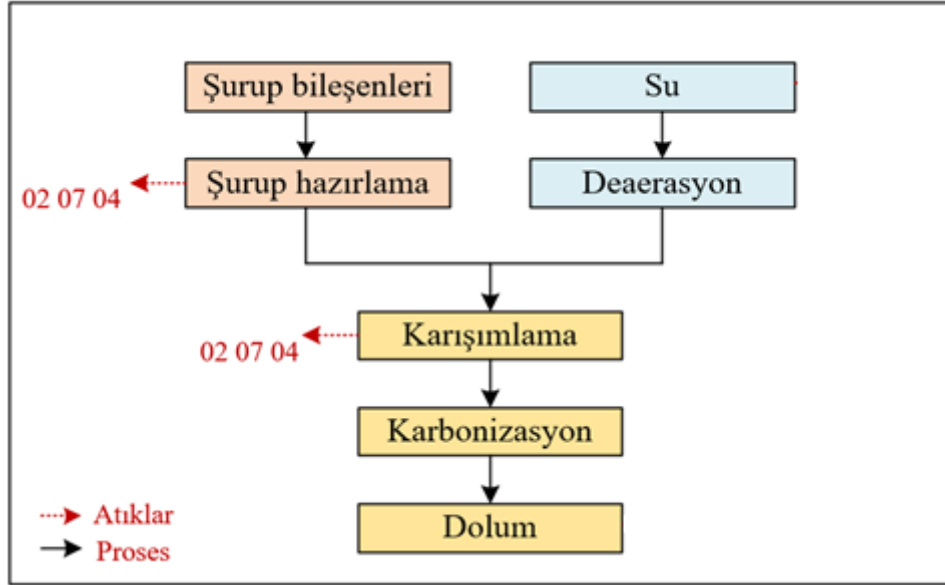 Şurup bileşenleri
Su
Şurup hazırlama
Deaerasyon
02 07 04
Karışımlama
02 07 04
Karbonizasyon
Dolum
Atıklar
Proses